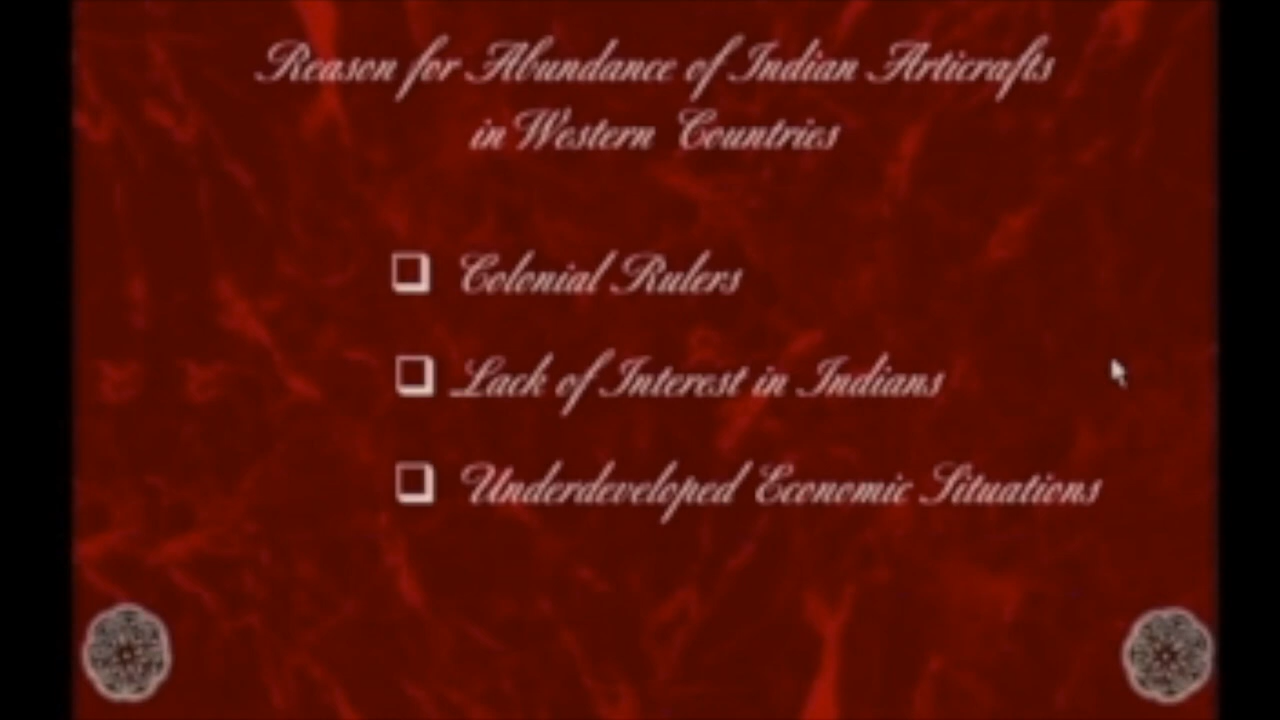 Reason for Abundance of Indian Articrafts
in Western Countries
Colonial Rulers
Lack of Interest in Indians
Underdeveloped Economic Situations